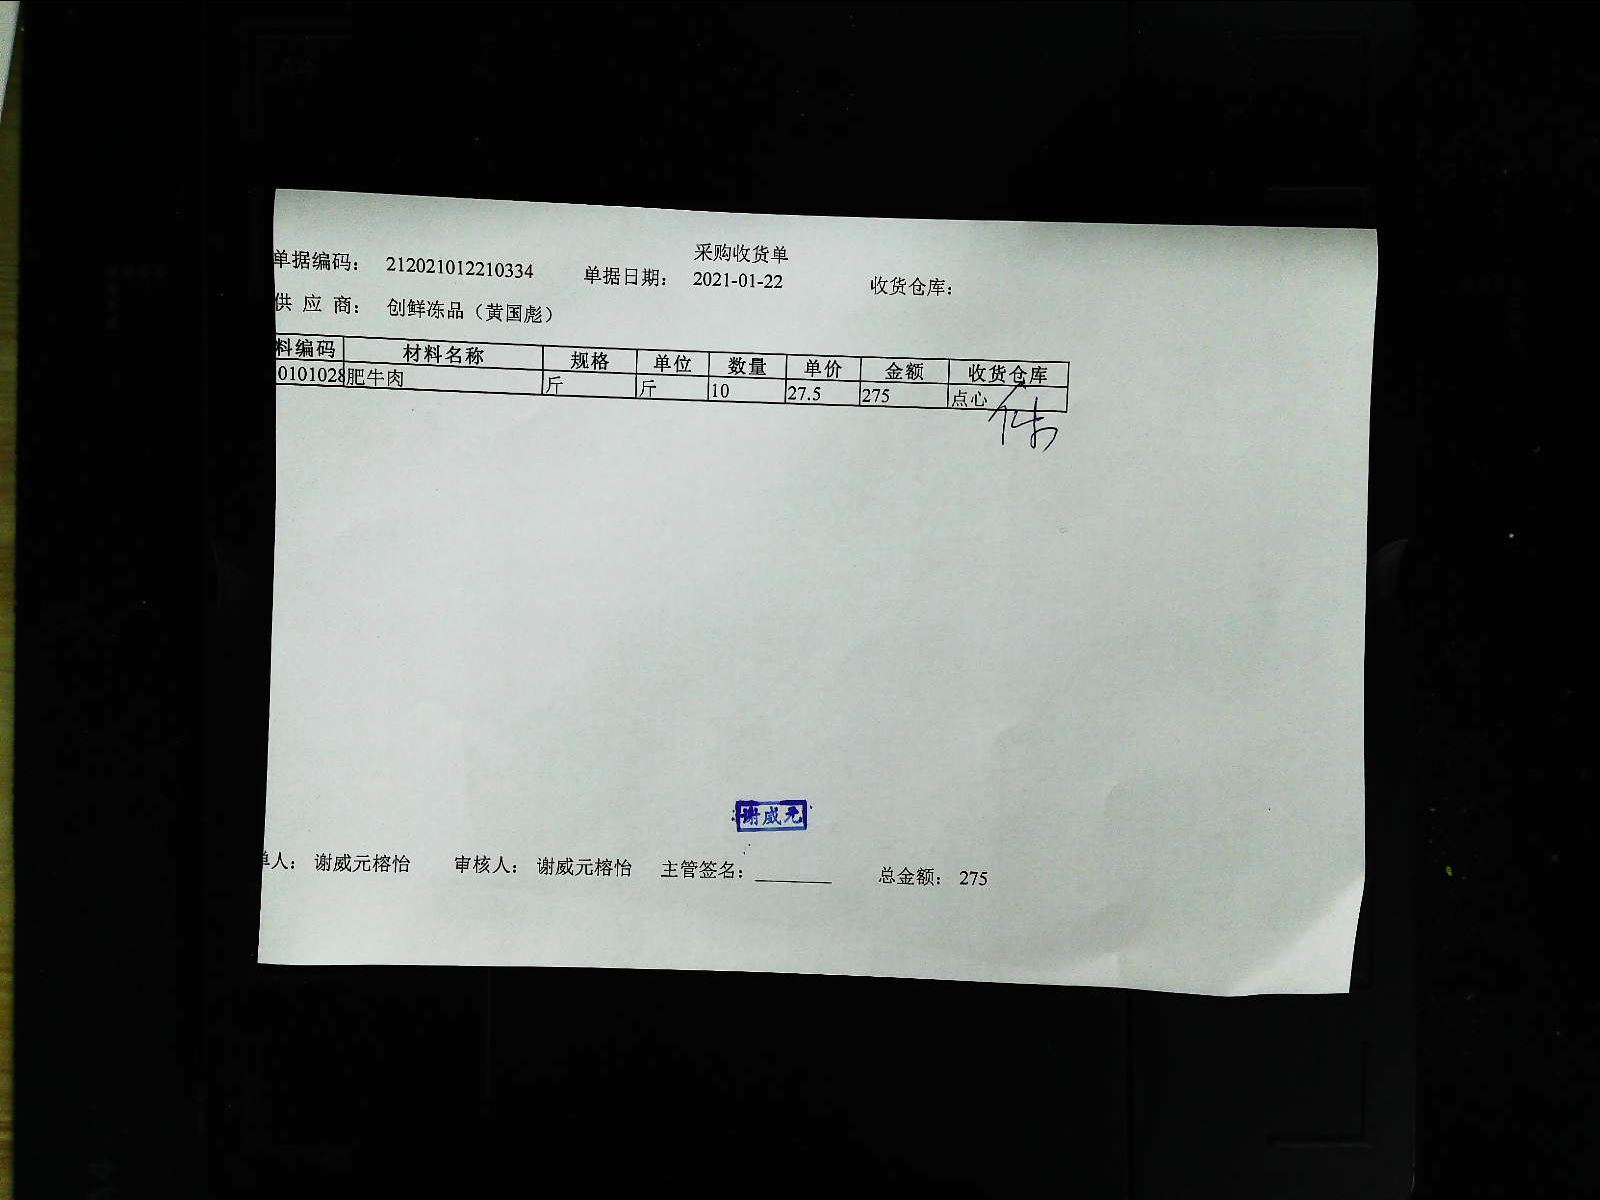 采购收货单
单据编码： 212021012210334 单据日期： 2021-01-22 收货仓库：
供 应 商： 创鲜冻品（黄国彪）
料编码 材料名称 规格 单位 数量 单价 金额 收货仓库
0101028 肥牛肉 斤 斤 10 27.5 275 点心
谢威元
单人： 谢威元榕怡 审核人： 谢威元榕怡 主管签名：________ 总金额： 275